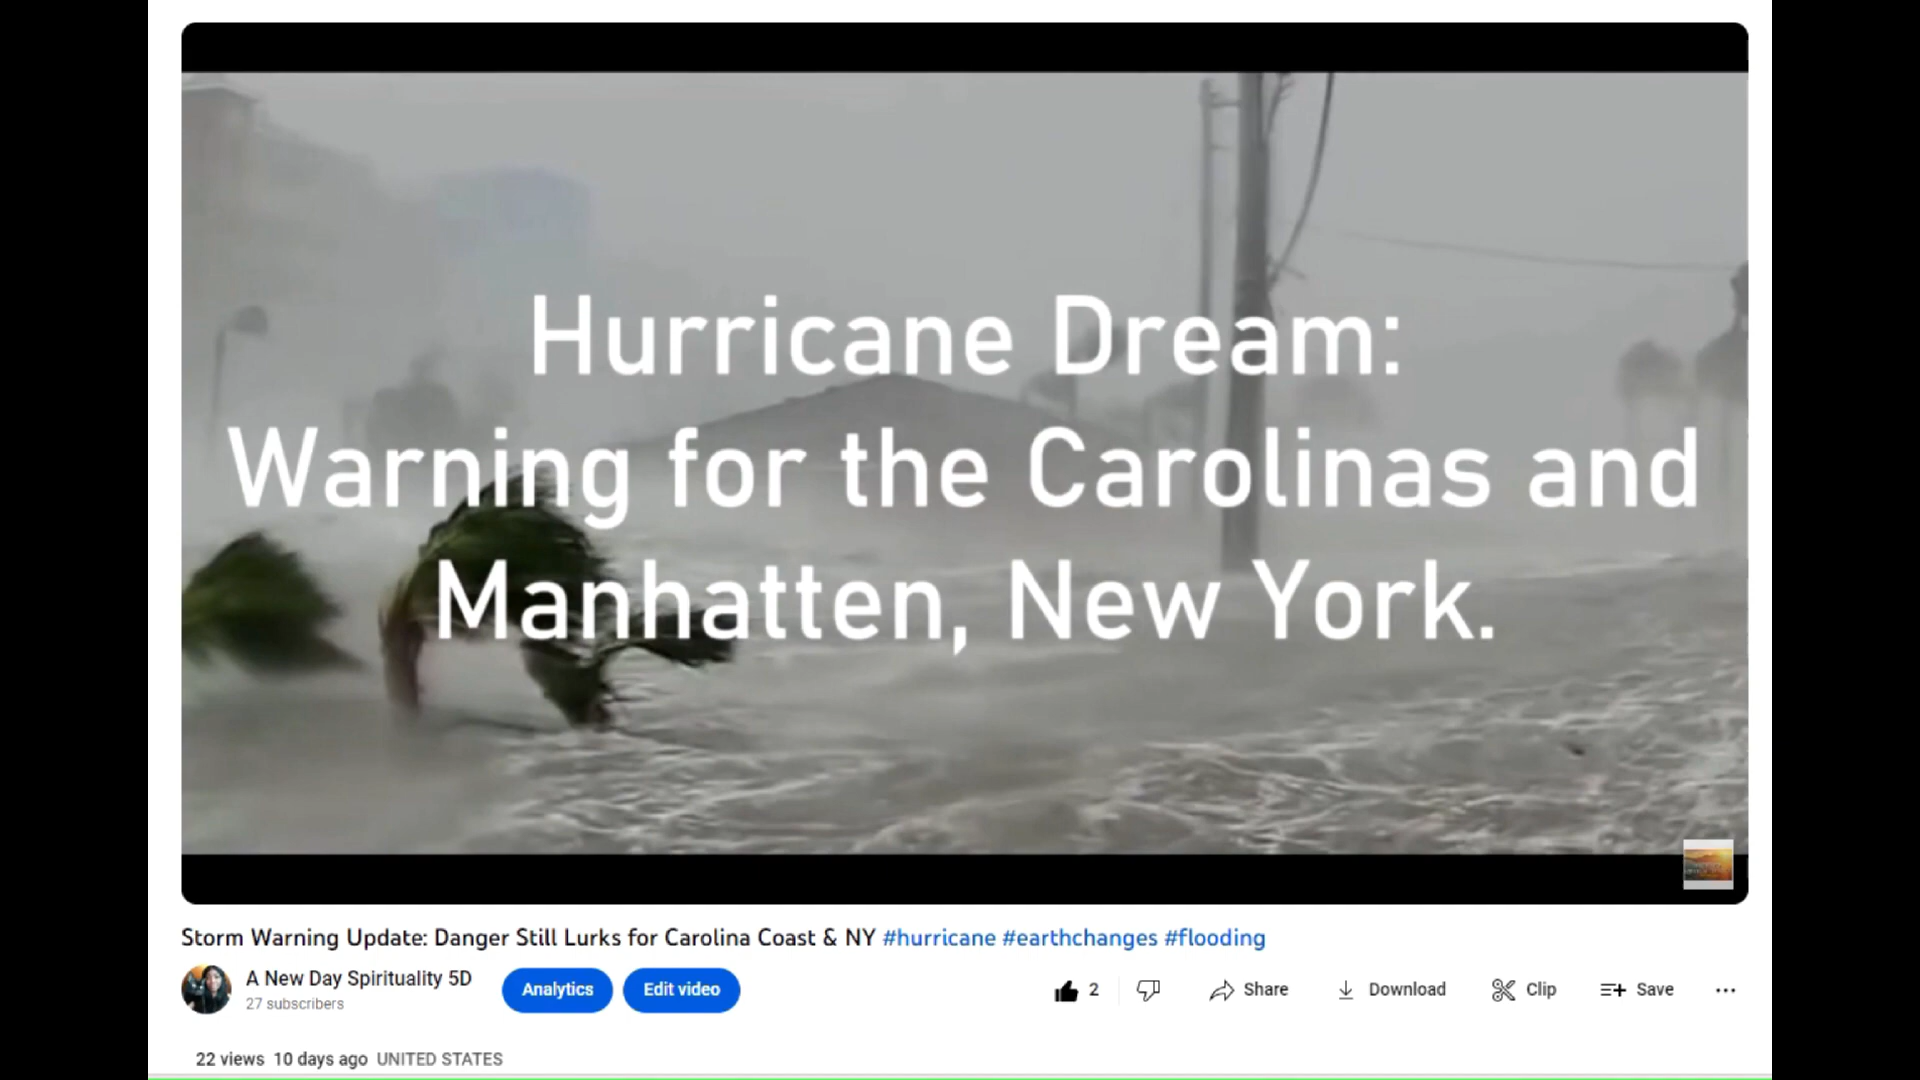 Hurricane Dream:
Warning for the Carolinas and
Manhatten, New York.
Storm Warning Update: Danger Still Lurks for Carolina Coast & NY #hurricane #earthchanges #flooding
A New Day Spirituality 5D
27 subscribers
Analytics
Edit video
2
Share
Download
Clip
Save
22 views 10 days ago UNITED STATES